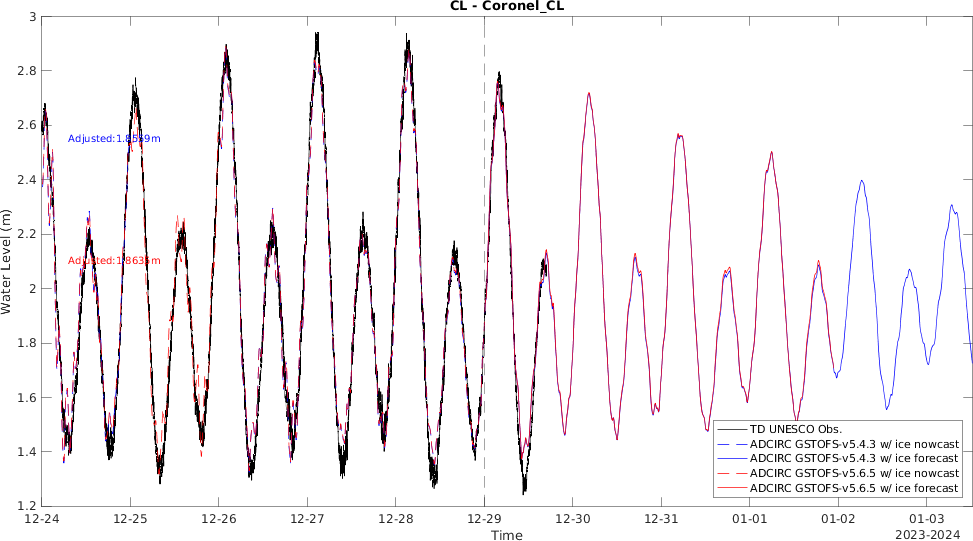 CL - Coronel_CL
3
2.8
2.6
2.4
2.2
2
1.8
1.6
1.4
1.2
Water Level (m)
Adjusted:1.8559m
TD UNESCO Obs.
ADCIRC GSTOFS-v5.4.3 w/ ice nowcast
ADCIRC GSTOFS-v5.4.3 w/ ice forecast
ADCIRC GSTOFS-v5.6.5 w/ ice nowcast
ADCIRC GSTOFS-v5.6.5 w/ ice forecast
12-24 12-25 12-26 12-27 12-28 12-29 12-30 12-31 01-01 01-02 01-03
Time
2023-2024